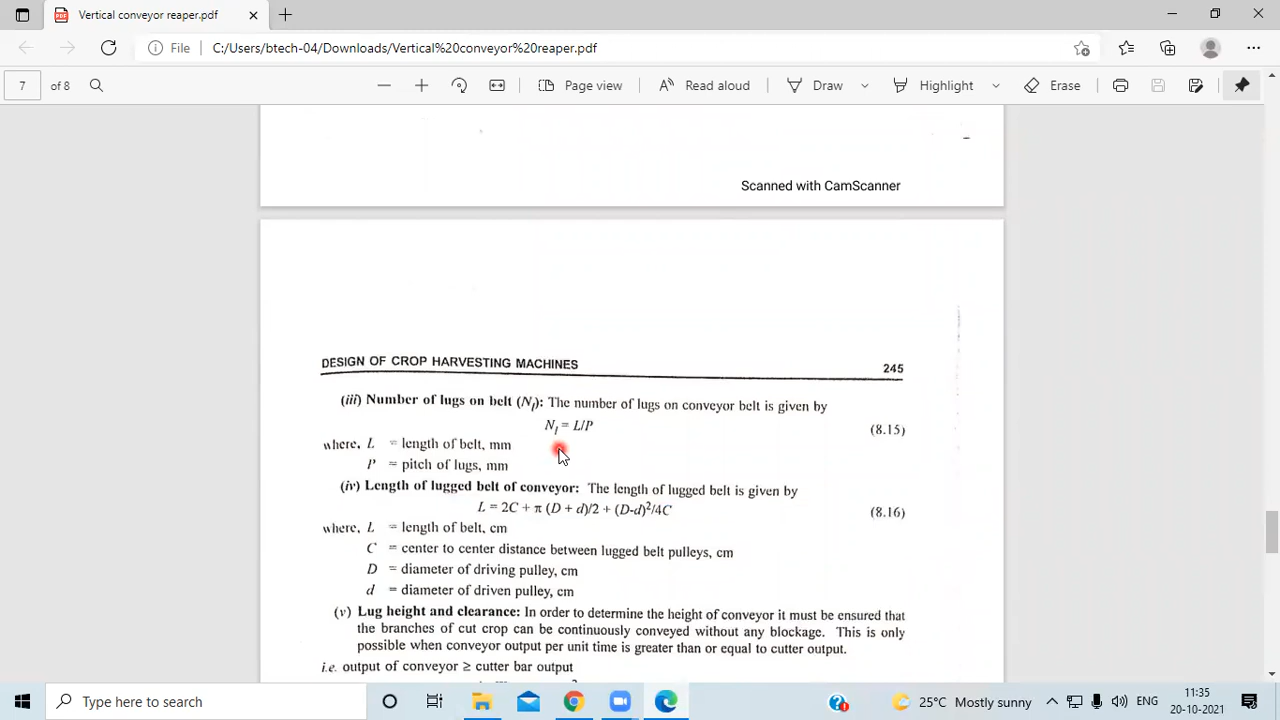 Vertical conveyor reaper.pdf
File
C:/Users/btech-04/Downloads/Vertical%20conveyor%20reaper.pdf
7 of 8
Page view
Read aloud
Draw
Highlight
Erase
Scanned with CamScanner
DESIGN OF CROP HARVESTING MACHINES 245
(iii) Number of lugs on belt (Nl): The number of lugs on conveyor belt is given by
Nl = L/P (8.15)
where, L = length of belt, mm
P = pitch of lugs, mm
(iv) Length of lugged belt of conveyor: The length of lugged belt is given by
L = 2C + π (D + d)/2 + (D-d)²/4C (8.16)
where, L = length of belt, cm
C = center to center distance between lugged belt pulleys, cm
D = diameter of driving pulley, cm
d = diameter of driven pulley, cm
(v) Lug height and clearance: In order to determine the height of conveyor it must be ensured that
the branches of cut crop can be continuously conveyed without any blockage. This is only
possible when conveyor output per unit time is greater than or equal to cutter output.
i.e. output of conveyor ≥ cutter bar output
Type here to search
25°C Mostly sunny
ENG
11:35
20-10-2021